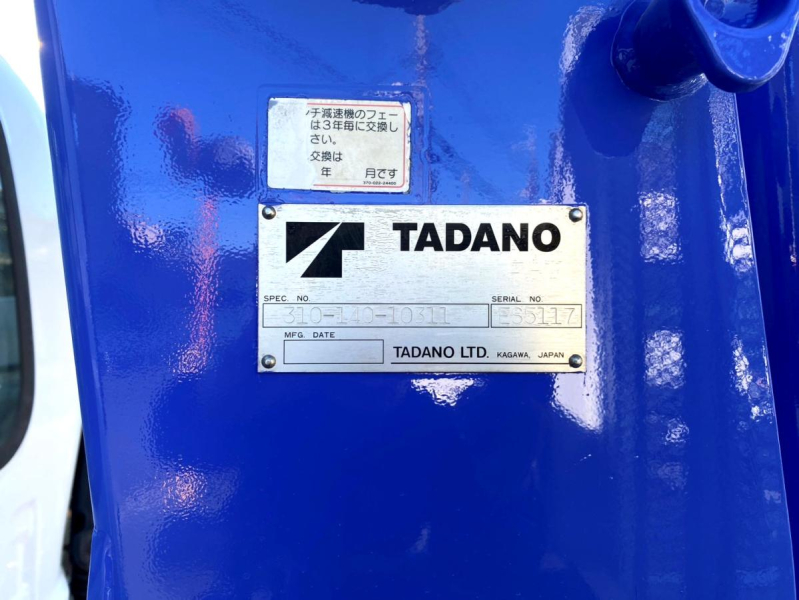 ンチ減速機のフェー
は3年毎に交換し
さい。
交換は
年 月です
TADANO
SPEC. NO. SERIAL NO.
310-140-10311
MFG. DATE
TADANO LTD. KAGAWA, JAPAN